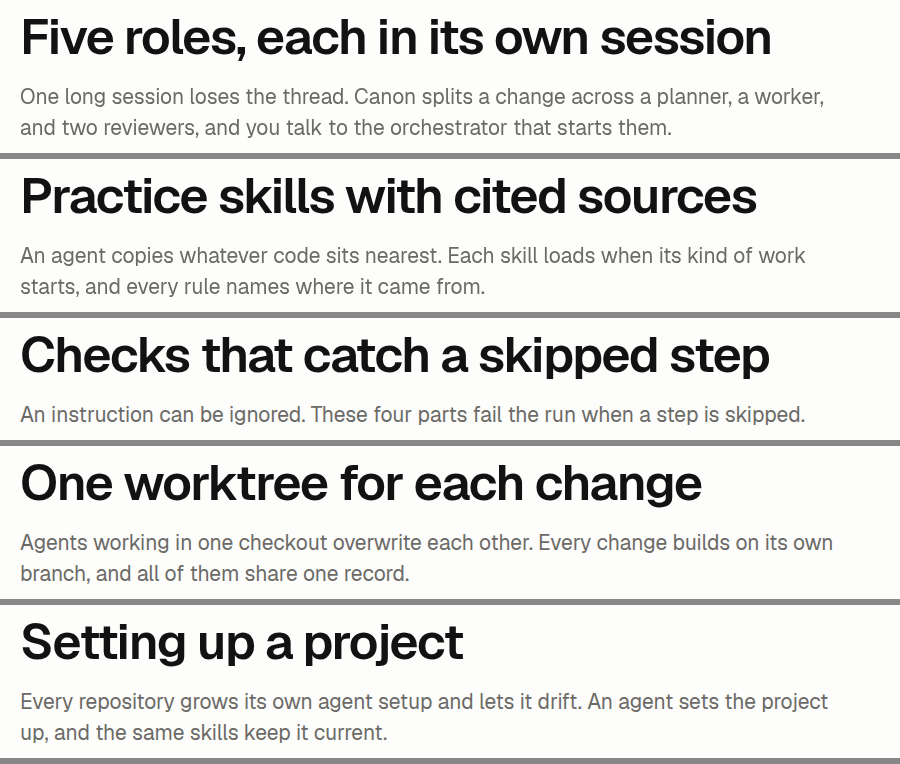 Five roles, each in its own session
One long session loses the thread. Canon splits a change across a planner, a worker,
and two reviewers, and you talk to the orchestrator that starts them.
Practice skills with cited sources
An agent copies whatever code sits nearest. Each skill loads when its kind of work
starts, and every rule names where it came from.
Checks that catch a skipped step
An instruction can be ignored. These four parts fail the run when a step is skipped.
One worktree for each change
Agents working in one checkout overwrite each other. Every change builds on its own
branch, and all of them share one record.
Setting up a project
Every repository grows its own agent setup and lets it drift. An agent sets the project
up, and the same skills keep it current.